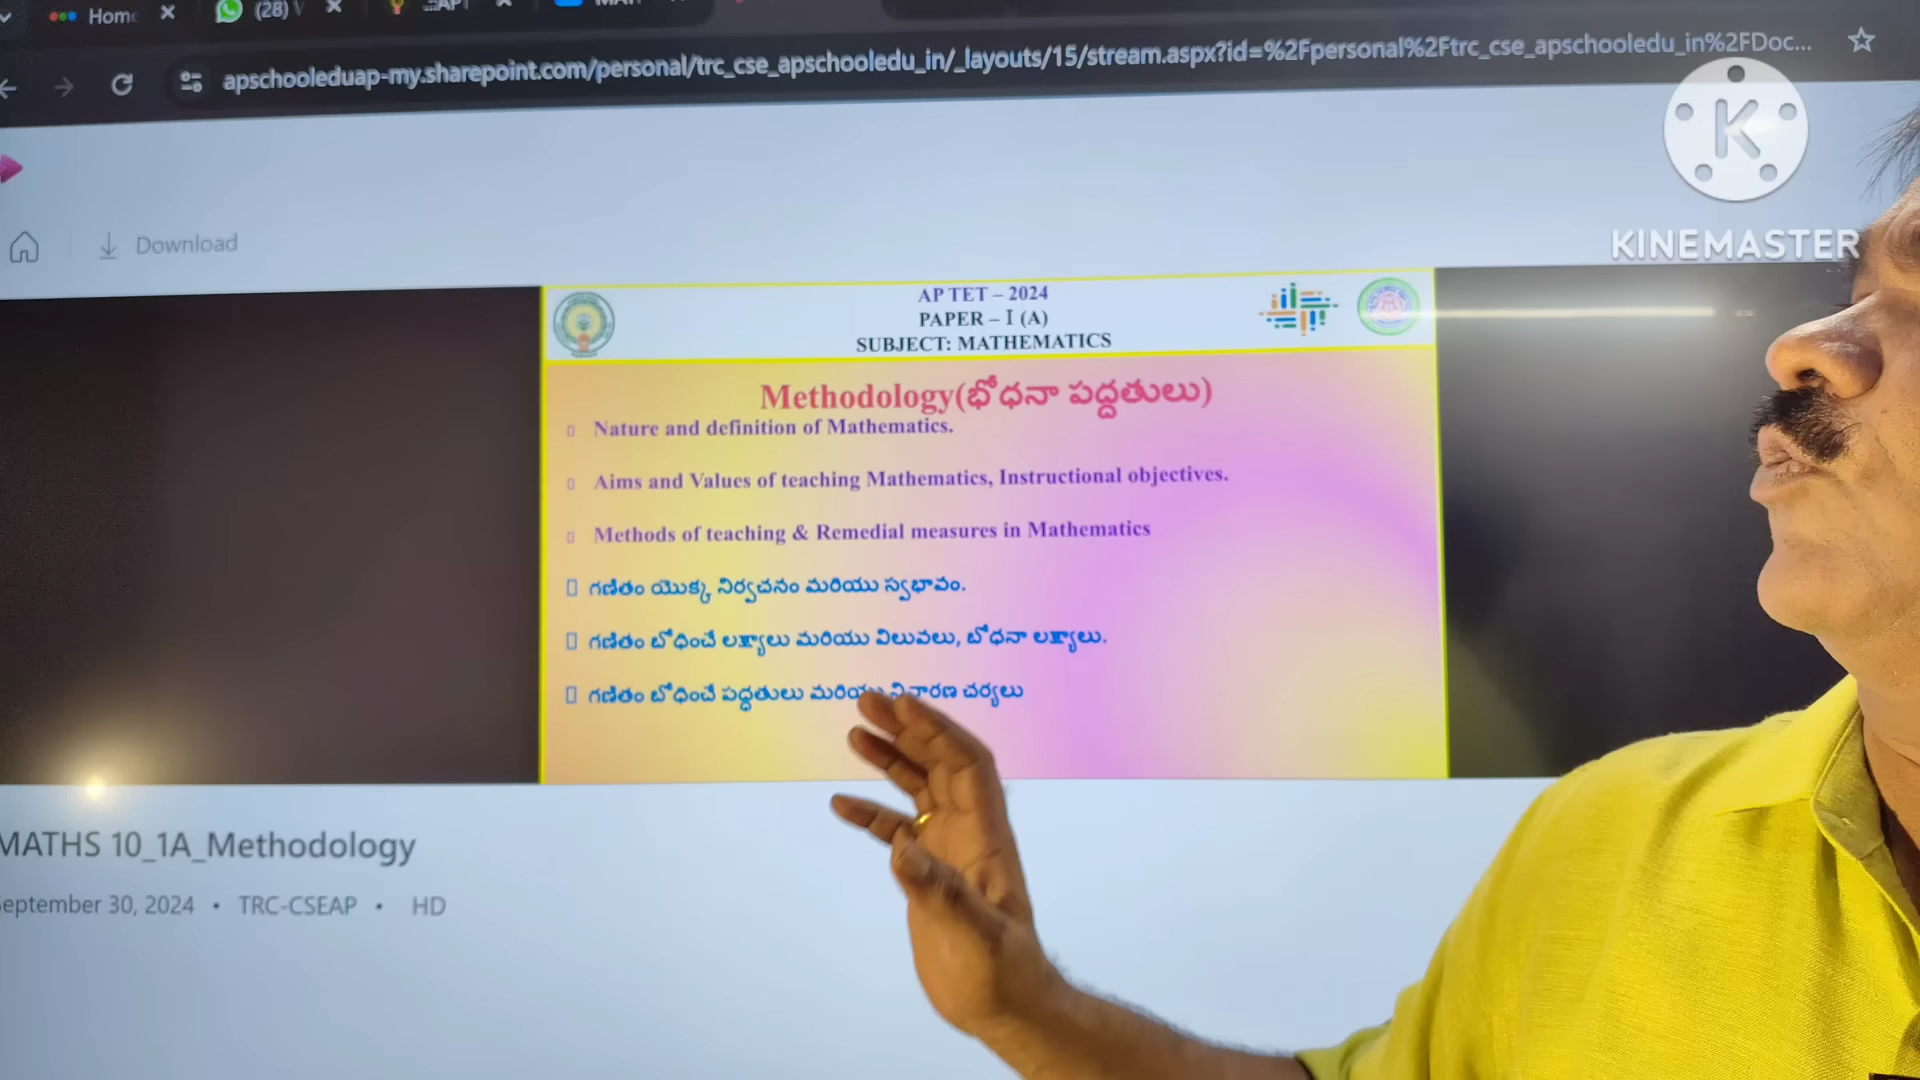 Home
(28)
apschooleduap-my.sharepoint.com/personal/trc_cse_apschooledu_in/_layouts/15/stream.aspx?id=%2Fpersonal%2Ftrc_cse_apschooledu_in%2FDoc...
KINEMASTER
Download
AP TET – 2024
PAPER – I (A)
SUBJECT: MATHEMATICS
Methodology(భోధనా పద్ధతులు)
Nature and definition of Mathematics.
Aims and Values of teaching Mathematics, Instructional objectives.
Methods of teaching & Remedial measures in Mathematics
గణితం యొక్క నిర్వచనం మరియు స్వభావం.
గణితం బోధించే లక్ష్యాలు మరియు విలువలు, బోధనా లక్ష్యాలు.
గణితం బోధించే పద్ధతులు మరియు నివారణ చర్యలు
MATHS 10_1A_Methodology
September 30, 2024 • TRC-CSEAP • HD